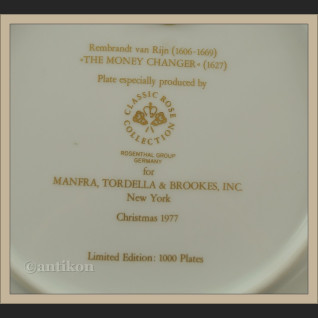 Rembrandt van Rijn (1606-1669)
«THE MONEY CHANGER» (1627)
Plate especially produced by
CLASSIC ROSE
COLLECTION
ROSENTHAL GROUP
GERMANY
for
MANFRA, TORDELLA & BROOKES, INC.
New York
Christmas 1977
Limited Edition: 1000 Plates
©antikon